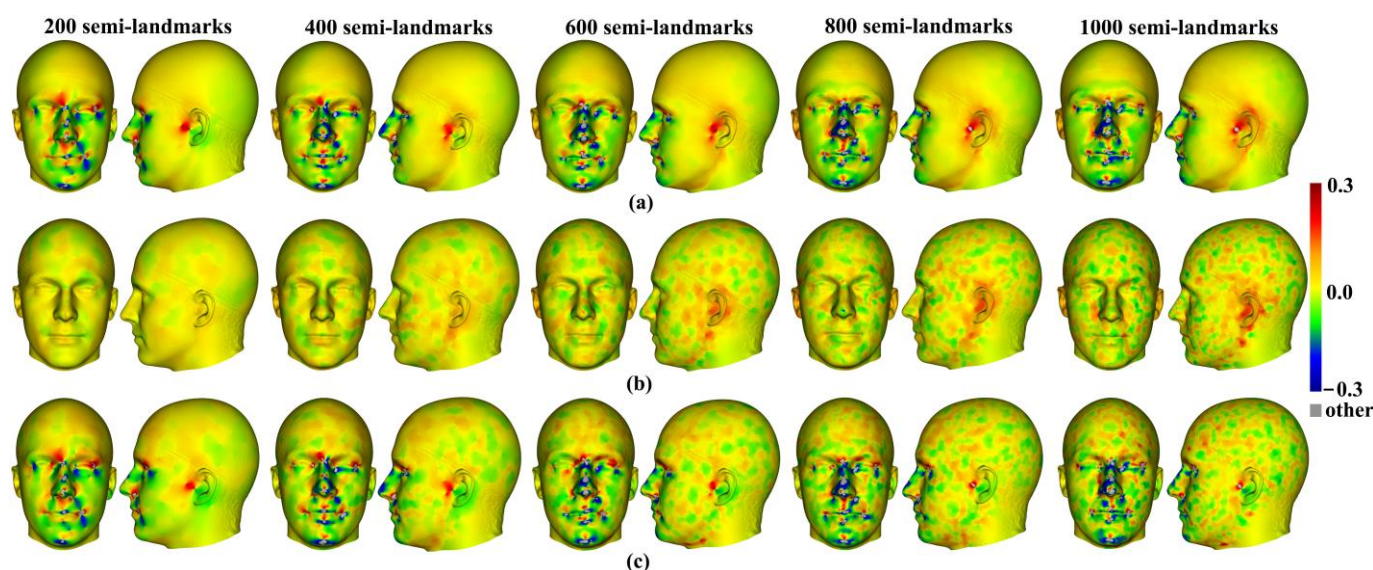 200 semi-landmarks 400 semi-landmarks 600 semi-landmarks 800 semi-landmarks 1000 semi-landmarks
(a)
0.3
0.0
(b)
−0.3
other
(c)